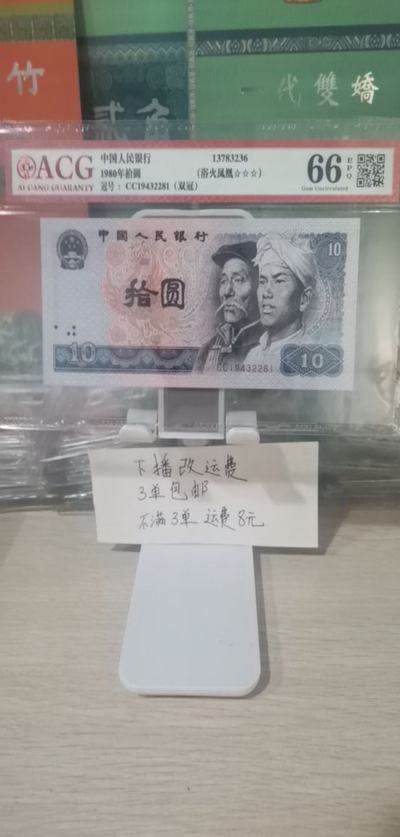 竹
代雙嬌
ACG
AI CANG GUARANTY
中国人民银行
1980年拾圆
冠号：CC19432281（双冠）
13783236
（浴火凤凰☆☆☆）
66
EPQ
Gem Uncirculated
中国人民银行
10
拾圆
10
10
CC19432281
下播改运费
3单包邮
不满3单 运费8元